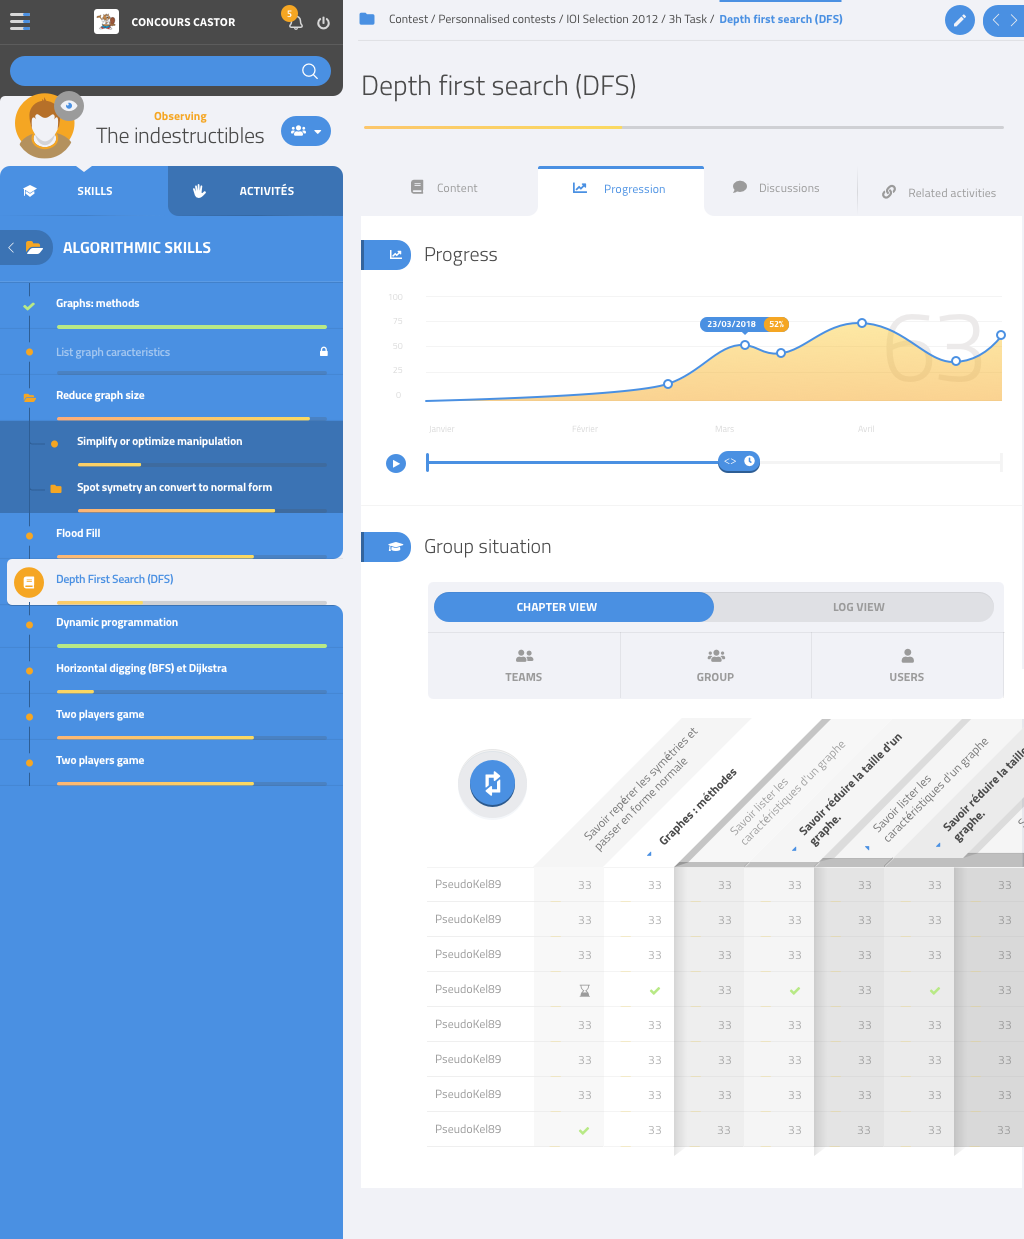 CONCOURS CASTOR
5
Contest / Personnalised contests / IOI Selection 2012 / 3h Task / Depth first search (DFS)
Observing
The indestructibles
SKILLS
ACTIVITÉS
ALGORITHMIC SKILLS
Graphs: methods
List graph caracteristics
Reduce graph size
Simplify or optimize manipulation
Spot symetry an convert to normal form
Flood Fill
Depth First Search (DFS)
Dynamic programmation
Horizontal digging (BFS) et Dijkstra
Two players game
Two players game
Depth first search (DFS)
Content
Progression
Discussions
Related activities
Progress
100
75
50
25
0
23/03/2018 52%
63
Janvier
Février
Mars
Avril
Group situation
CHAPTER VIEW
LOG VIEW
TEAMS
GROUP
USERS
Savoir repérer les symétries et
passer en forme normale
Graphes : méthodes
Savoir lister les
caractéristiques d'un graphe
Savoir réduire la taille d'un
graphe.
Savoir lister les
caractéristiques d'un graphe
Savoir réduire la taille
graphe.
PseudoKel89 33 33 33 33 33 33 33
PseudoKel89 33 33 33 33 33 33 33
PseudoKel89 33 33 33 33 33 33 33
PseudoKel89 33 33 33
PseudoKel89 33 33 33 33 33 33 33
PseudoKel89 33 33 33 33 33 33 33
PseudoKel89 33 33 33 33 33 33 33
PseudoKel89 33 33 33 33 33 33